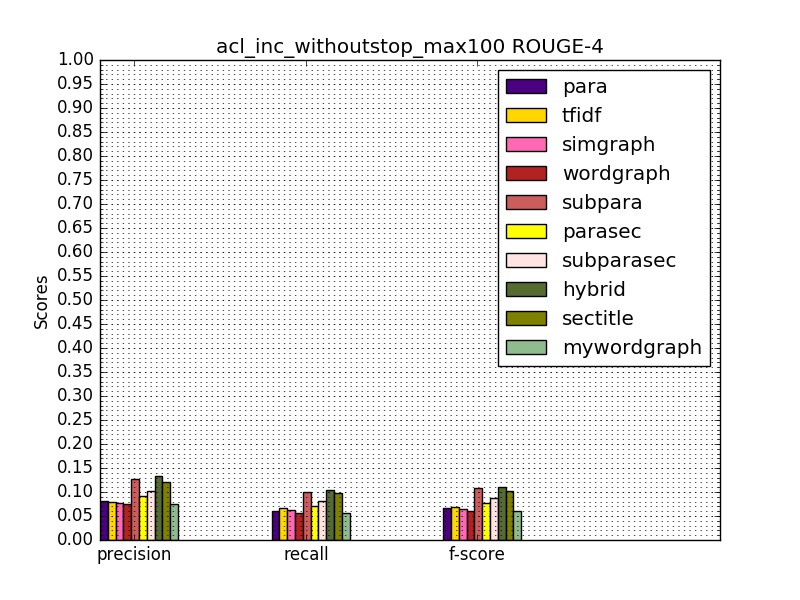 acl_inc_withoutstop_max100 ROUGE-4
1.00
0.95
0.90
0.85
0.80
0.75
0.70
0.65
0.60
0.55
0.50
0.45
0.40
0.35
0.30
0.25
0.20
0.15
0.10
0.05
0.00
Scores
para
tfidf
simgraph
wordgraph
subpara
parasec
subparasec
hybrid
sectitle
mywordgraph
precision
recall
f-score